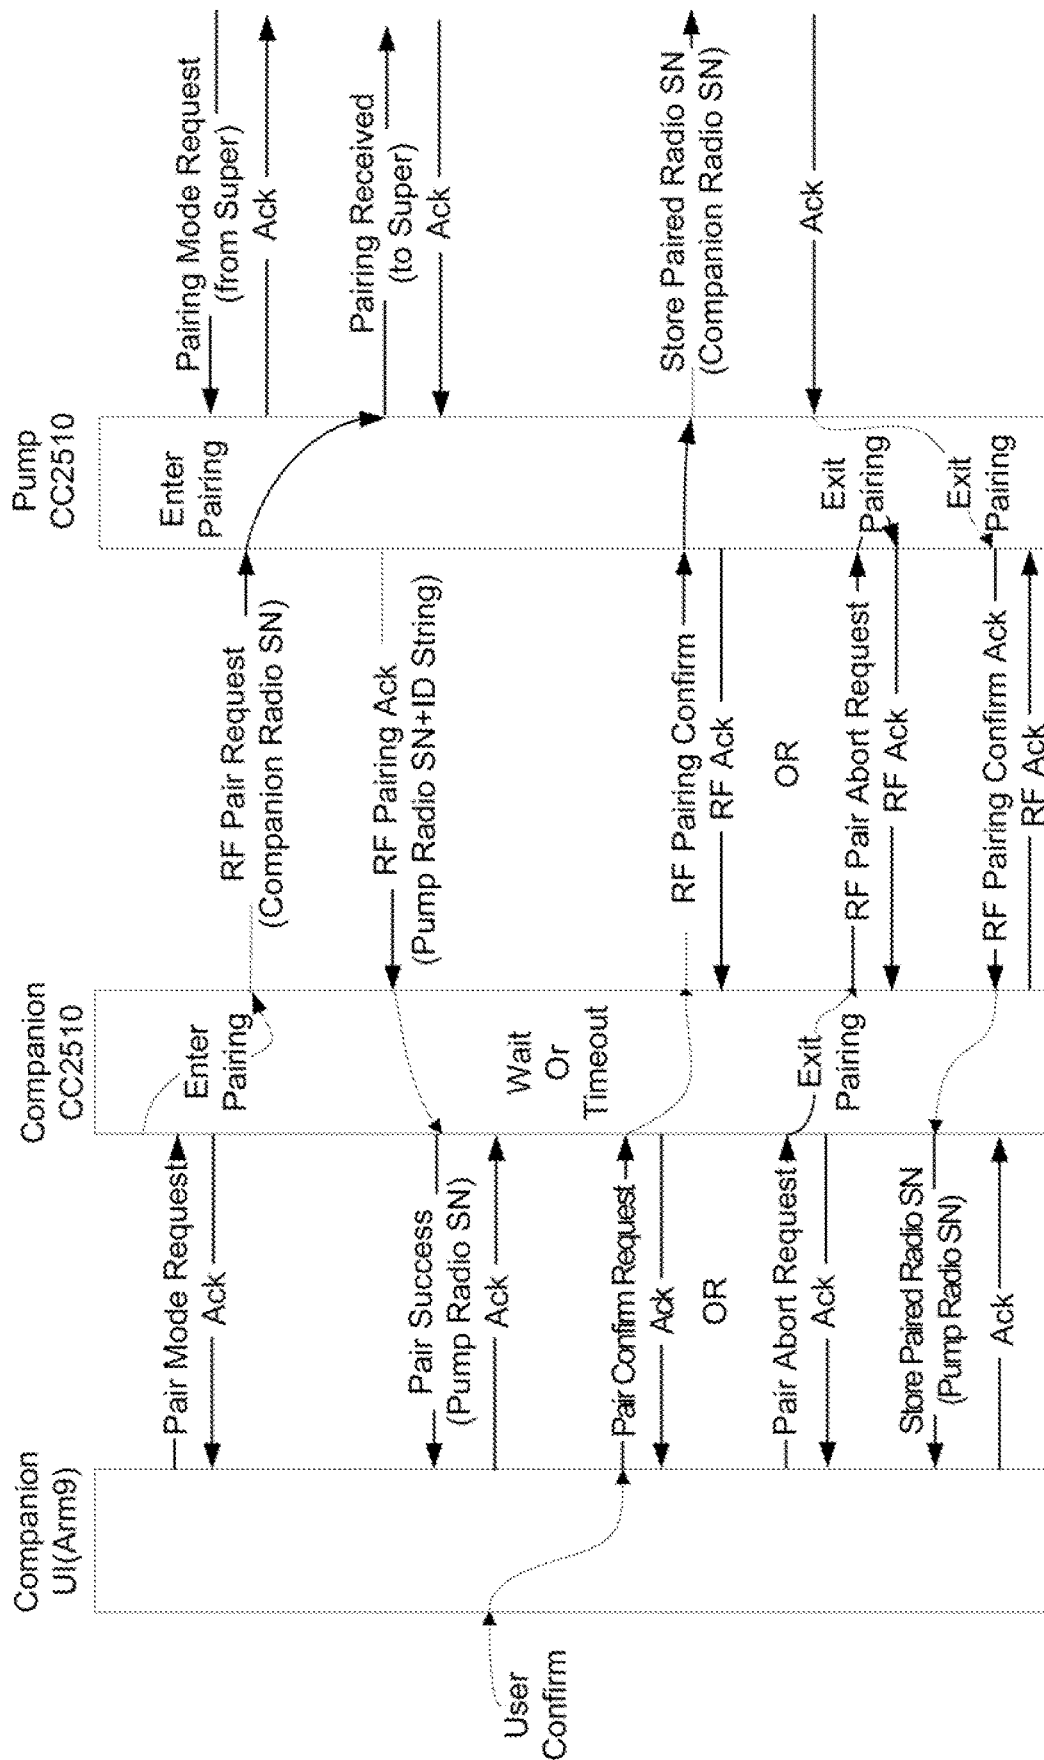 Companion
UI(Arm9)
Companion
CC2510
Pump
CC2510
User
Confirm
Pair Mode Request
Ack
Pair Success
(Pump Radio SN)
Ack
Pair Confirm Request
Ack
OR
Pair Abort Request
Ack
Store Paired Radio SN
(Pump Radio SN)
Ack
Enter
Pairing
Wait
Or
Timeout
Exit
Pairing
RF Pair Request
(Companion Radio SN)
RF Pairing Ack
(Pump Radio SN+ID String)
RF Pairing Confirm
RF Ack
OR
RF Pair Abort Request
RF Ack
RF Pairing Confirm Ack
RF Ack
Enter
Pairing
Exit
Pairing
Exit
Pairing
Pairing Mode Request
(from Super)
Ack
Pairing Received
(to Super)
Ack
Store Paired Radio SN
(Companion Radio SN)
Ack